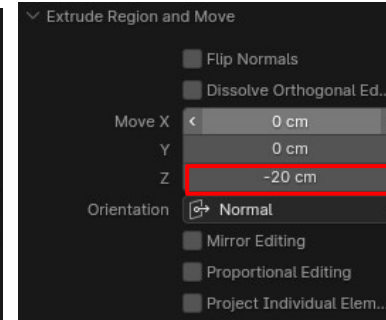 Extrude Region and Move
Flip Normals
Dissolve Orthogonal Ed...
Move X 0 cm
Y 0 cm
Z -20 cm
Orientation Normal
Mirror Editing
Proportional Editing
Project Individual Elem...